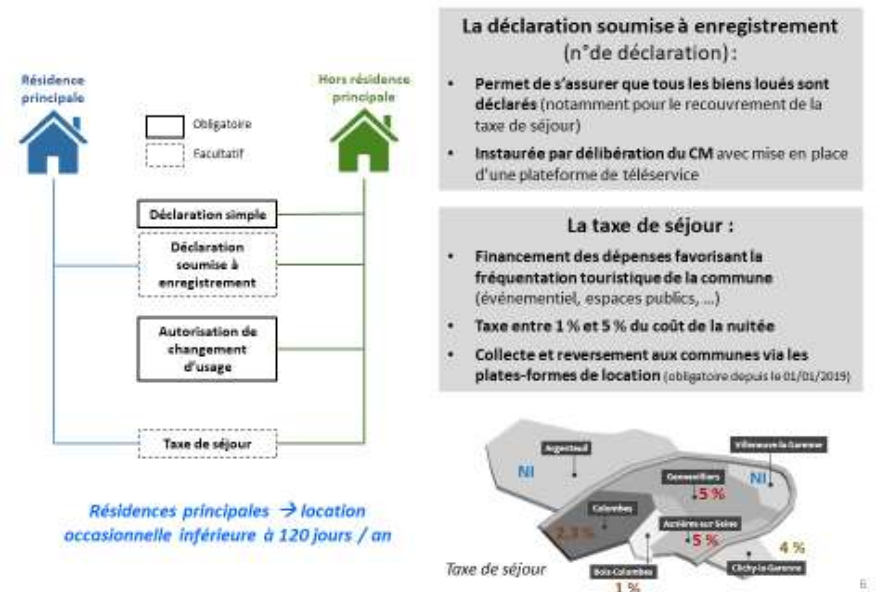 Résidence
principale
Hors résidence
principale
Obligatoire
Facultatif
Déclaration simple
Déclaration
soumise à
enregistrement
Autorisation de
changement
d'usage
Taxe de séjour
Résidences principales → location
occasionnelle inférieure à 120 jours / an
La déclaration soumise à enregistrement
(n°de déclaration) :
• Permet de s'assurer que tous les biens loués sont
déclarés (notamment pour le recouvrement de la
taxe de séjour)
• Instaurée par délibération du CM avec mise en place
d'une plateforme de téléservice
La taxe de séjour :
• Financement des dépenses favorisant la
fréquentation touristique de la commune
(événementiel, espaces publics, ...)
• Taxe entre 1 % et 5 % du coût de la nuitée
• Collecte et reversement aux communes via les
plates-formes de location (obligatoire depuis le 01/01/2019)
Argenteuil
NI
Villeneuve-la-Garenne
NI
Gennevilliers
5 %
Colombes
2,3 %
Asnières-sur-Seine
5 %
4 %
Clichy-la-Garenne
Bois-Colombes
1 %
Taxe de séjour
6